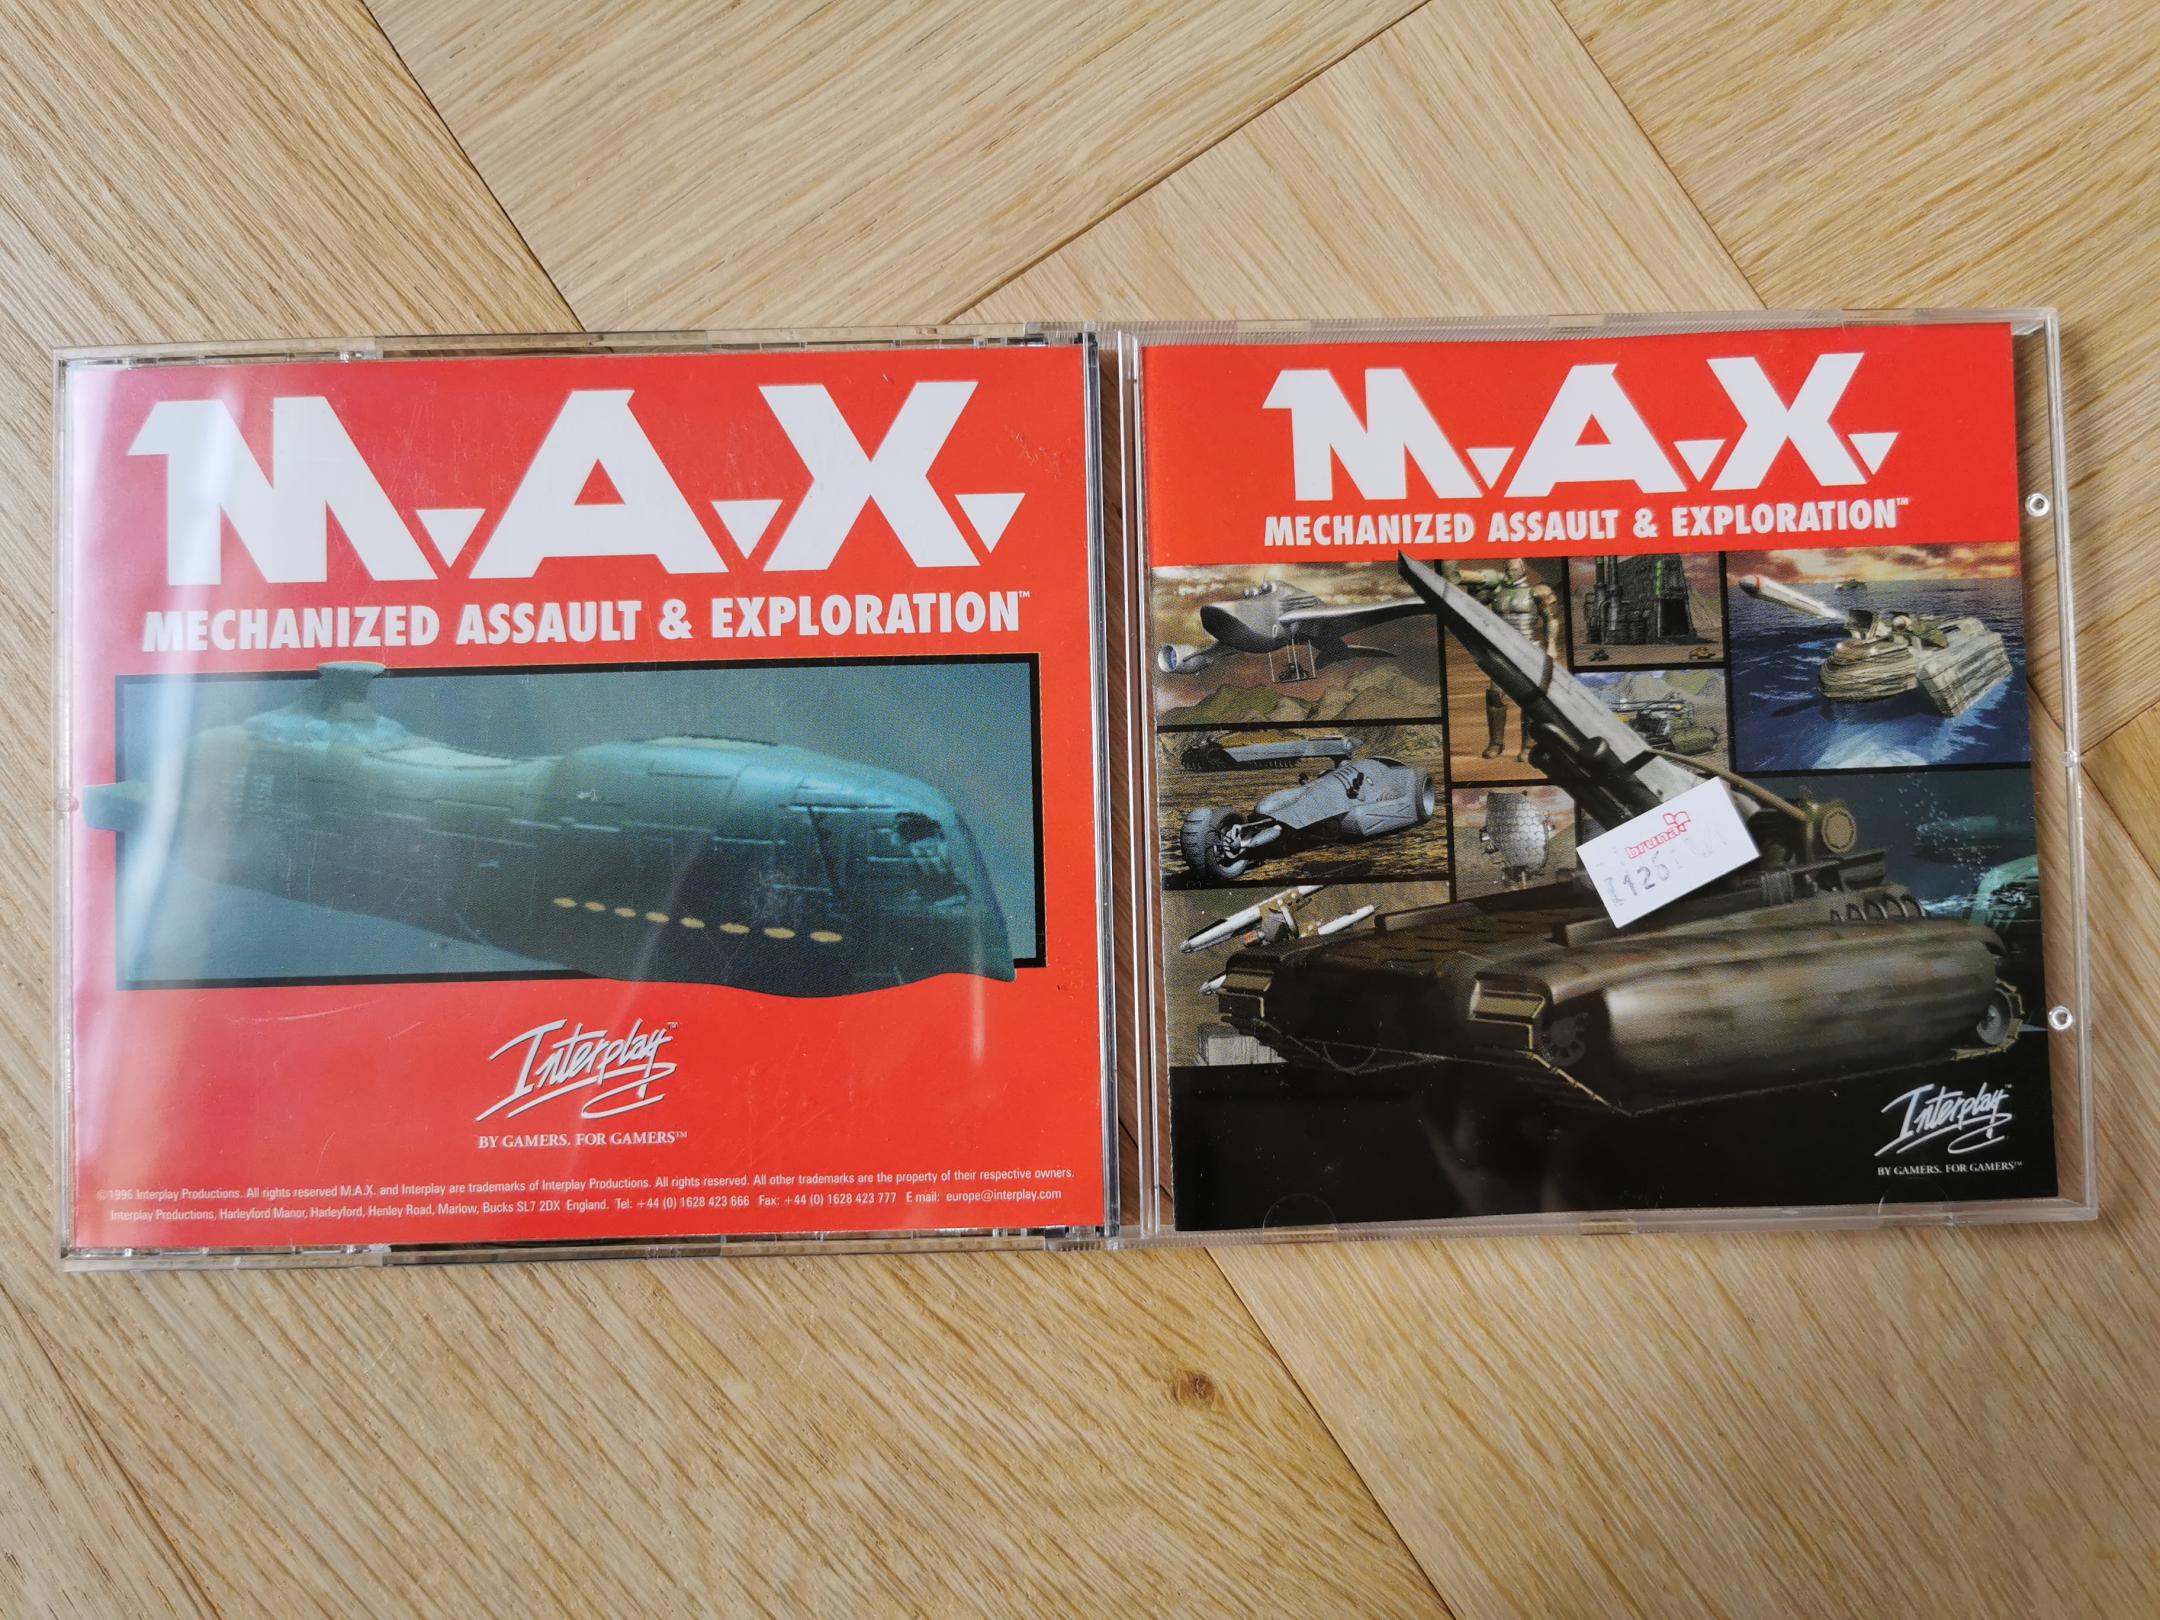 M.A.X.
MECHANIZED ASSAULT & EXPLORATION™
Interplay™
BY GAMERS. FOR GAMERS™
©1996 Interplay Productions. All rights reserved M.A.X. and Interplay are trademarks of Interplay Productions. All rights reserved. All other trademarks are the property of their respective owners.
Interplay Productions, Harleyford Manor, Harleyford, Henley Road, Marlow, Bucks SL7 2DX England. Tel: +44 (0) 1628 423 666 Fax: +44 (0) 1628 423 777 E mail: europe@interplay.com
M.A.X.
MECHANIZED ASSAULT & EXPLORATION™
bruna
Interplay™
BY GAMERS. FOR GAMERS™